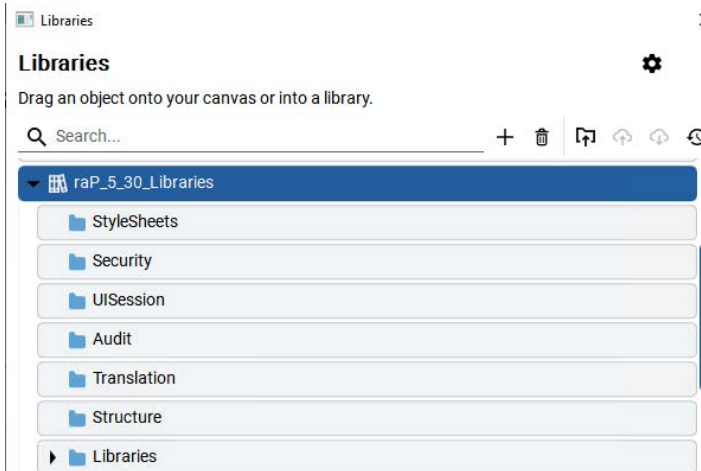 Libraries
Libraries
Drag an object onto your canvas or into a library.
Search...
raP_5_30_Libraries
StyleSheets
Security
UISession
Audit
Translation
Structure
Libraries